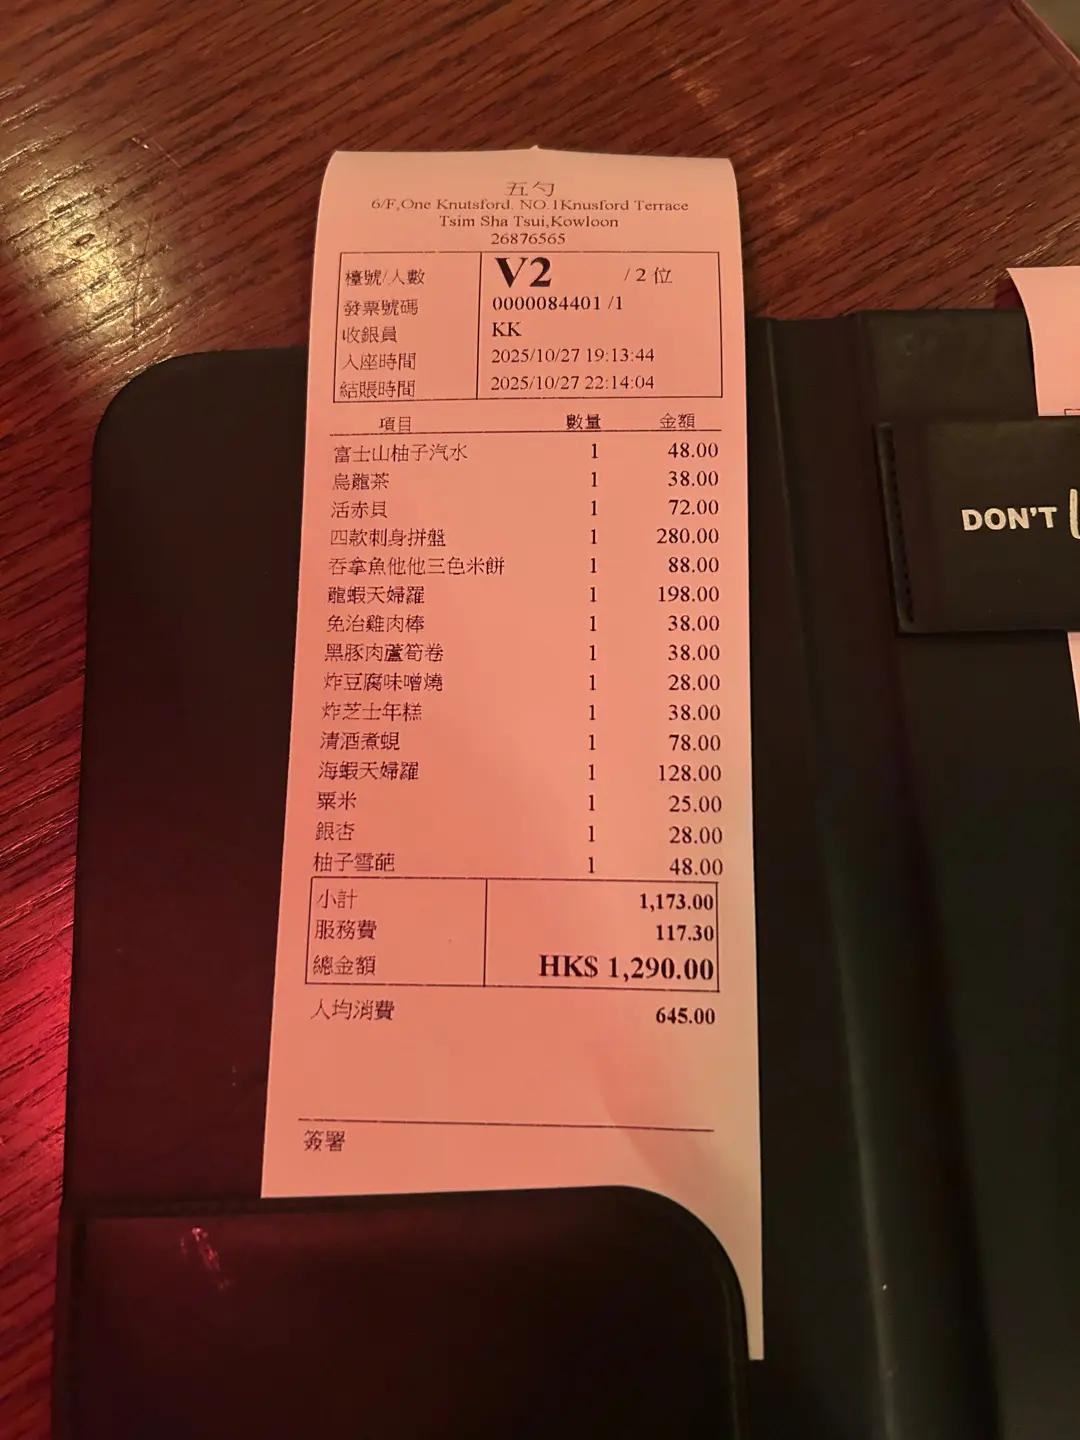 五勺
6/F,One Knutsford. NO.1Knusford Terrace
Tsim Sha Tsui,Kowloon
26876565
檯號/人數 V2 /2 位
發票號碼 0000084401 /1
收銀員 KK
入座時間 2025/10/27 19:13:44
結賬時間 2025/10/27 22:14:04
項目 數量 金額
富士山柚子汽水 1 48.00
烏龍茶 1 38.00
活赤貝 1 72.00
四款刺身拼盤 1 280.00
吞拿魚他他三色米餅 1 88.00
龍蝦天婦羅 1 198.00
免治雞肉棒 1 38.00
黑豚肉蘆筍卷 1 38.00
炸豆腐味噌燒 1 28.00
炸芝士年糕 1 38.00
清酒煮蜆 1 78.00
海蝦天婦羅 1 128.00
粟米 1 25.00
銀杏 1 28.00
柚子雪葩 1 48.00
小計 1,173.00
服務費 117.30
總金額 HK$ 1,290.00
人均消費 645.00
簽署
DON'T